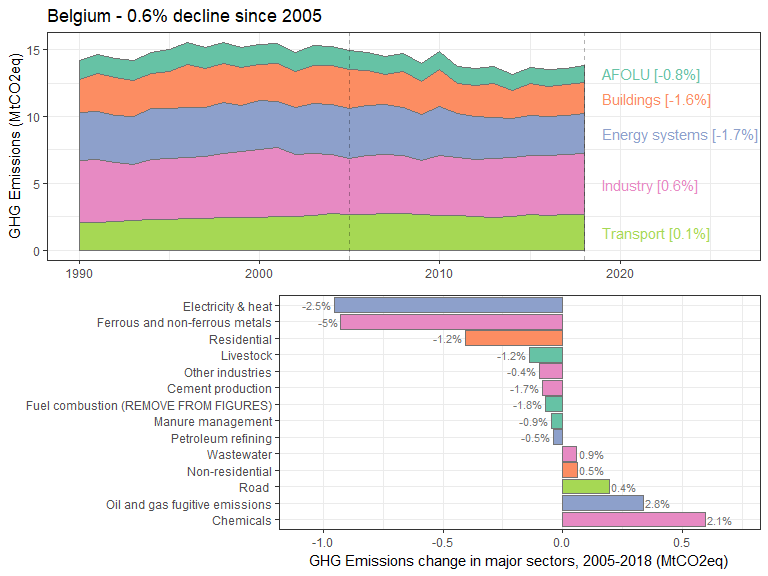 Belgium - 0.6% decline since 2005
GHG Emissions (MtCO2eq)
15
10
5
0
AFOLU [-0.8%]
Buildings [-1.6%]
Energy systems [-1.7%]
Industry [0.6%]
Transport [0.1%]
1990 2000 2010 2020
Electricity & heat -2.5%
Ferrous and non-ferrous metals -5%
Residential -1.2%
Livestock -1.2%
Other industries -0.4%
Cement production -1.7%
Fuel combustion (REMOVE FROM FIGURES) -1.8%
Manure management -0.9%
Petroleum refining -0.5%
Wastewater 0.9%
Non-residential 0.5%
Road 0.4%
Oil and gas fugitive emissions 2.8%
Chemicals 2.1%
-1.0 -0.5 0.0 0.5
GHG Emissions change in major sectors, 2005-2018 (MtCO2eq)